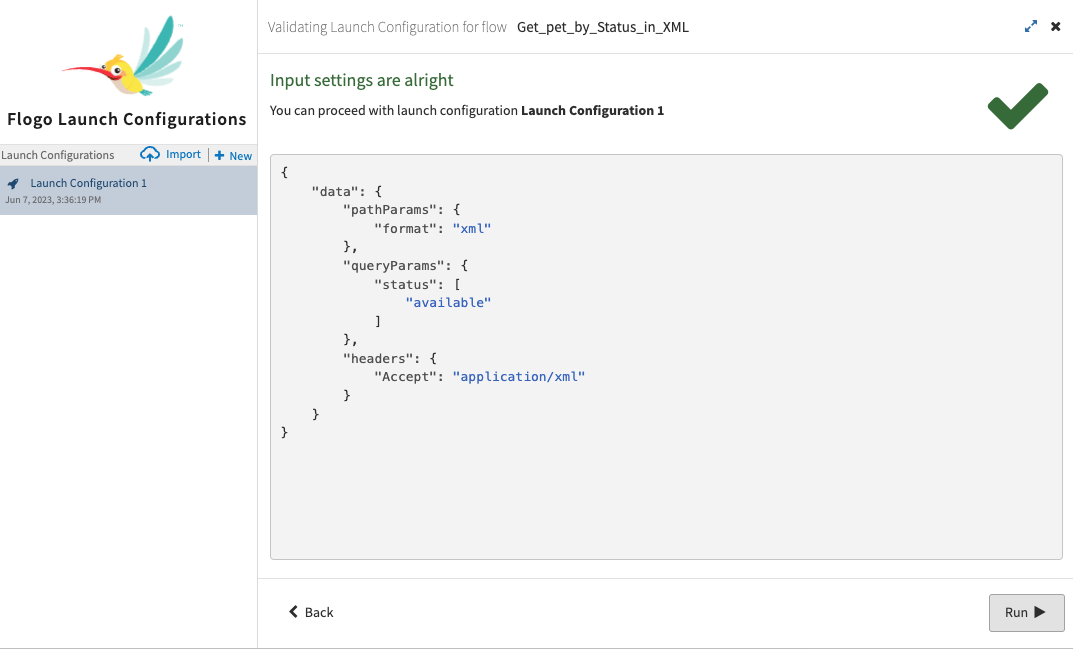 Flogo Launch Configurations
Launch Configurations Import New
Launch Configuration 1
Jun 7, 2023, 3:36:19 PM
Validating Launch Configuration for flow Get_pet_by_Status_in_XML
Input settings are alright
You can proceed with launch configuration Launch Configuration 1
{
    "data": {
        "pathParams": {
            "format": "xml"
        },
        "queryParams": {
            "status": [
                "available"
            ]
        },
        "headers": {
            "Accept": "application/xml"
        }
    }
}
Back
Run